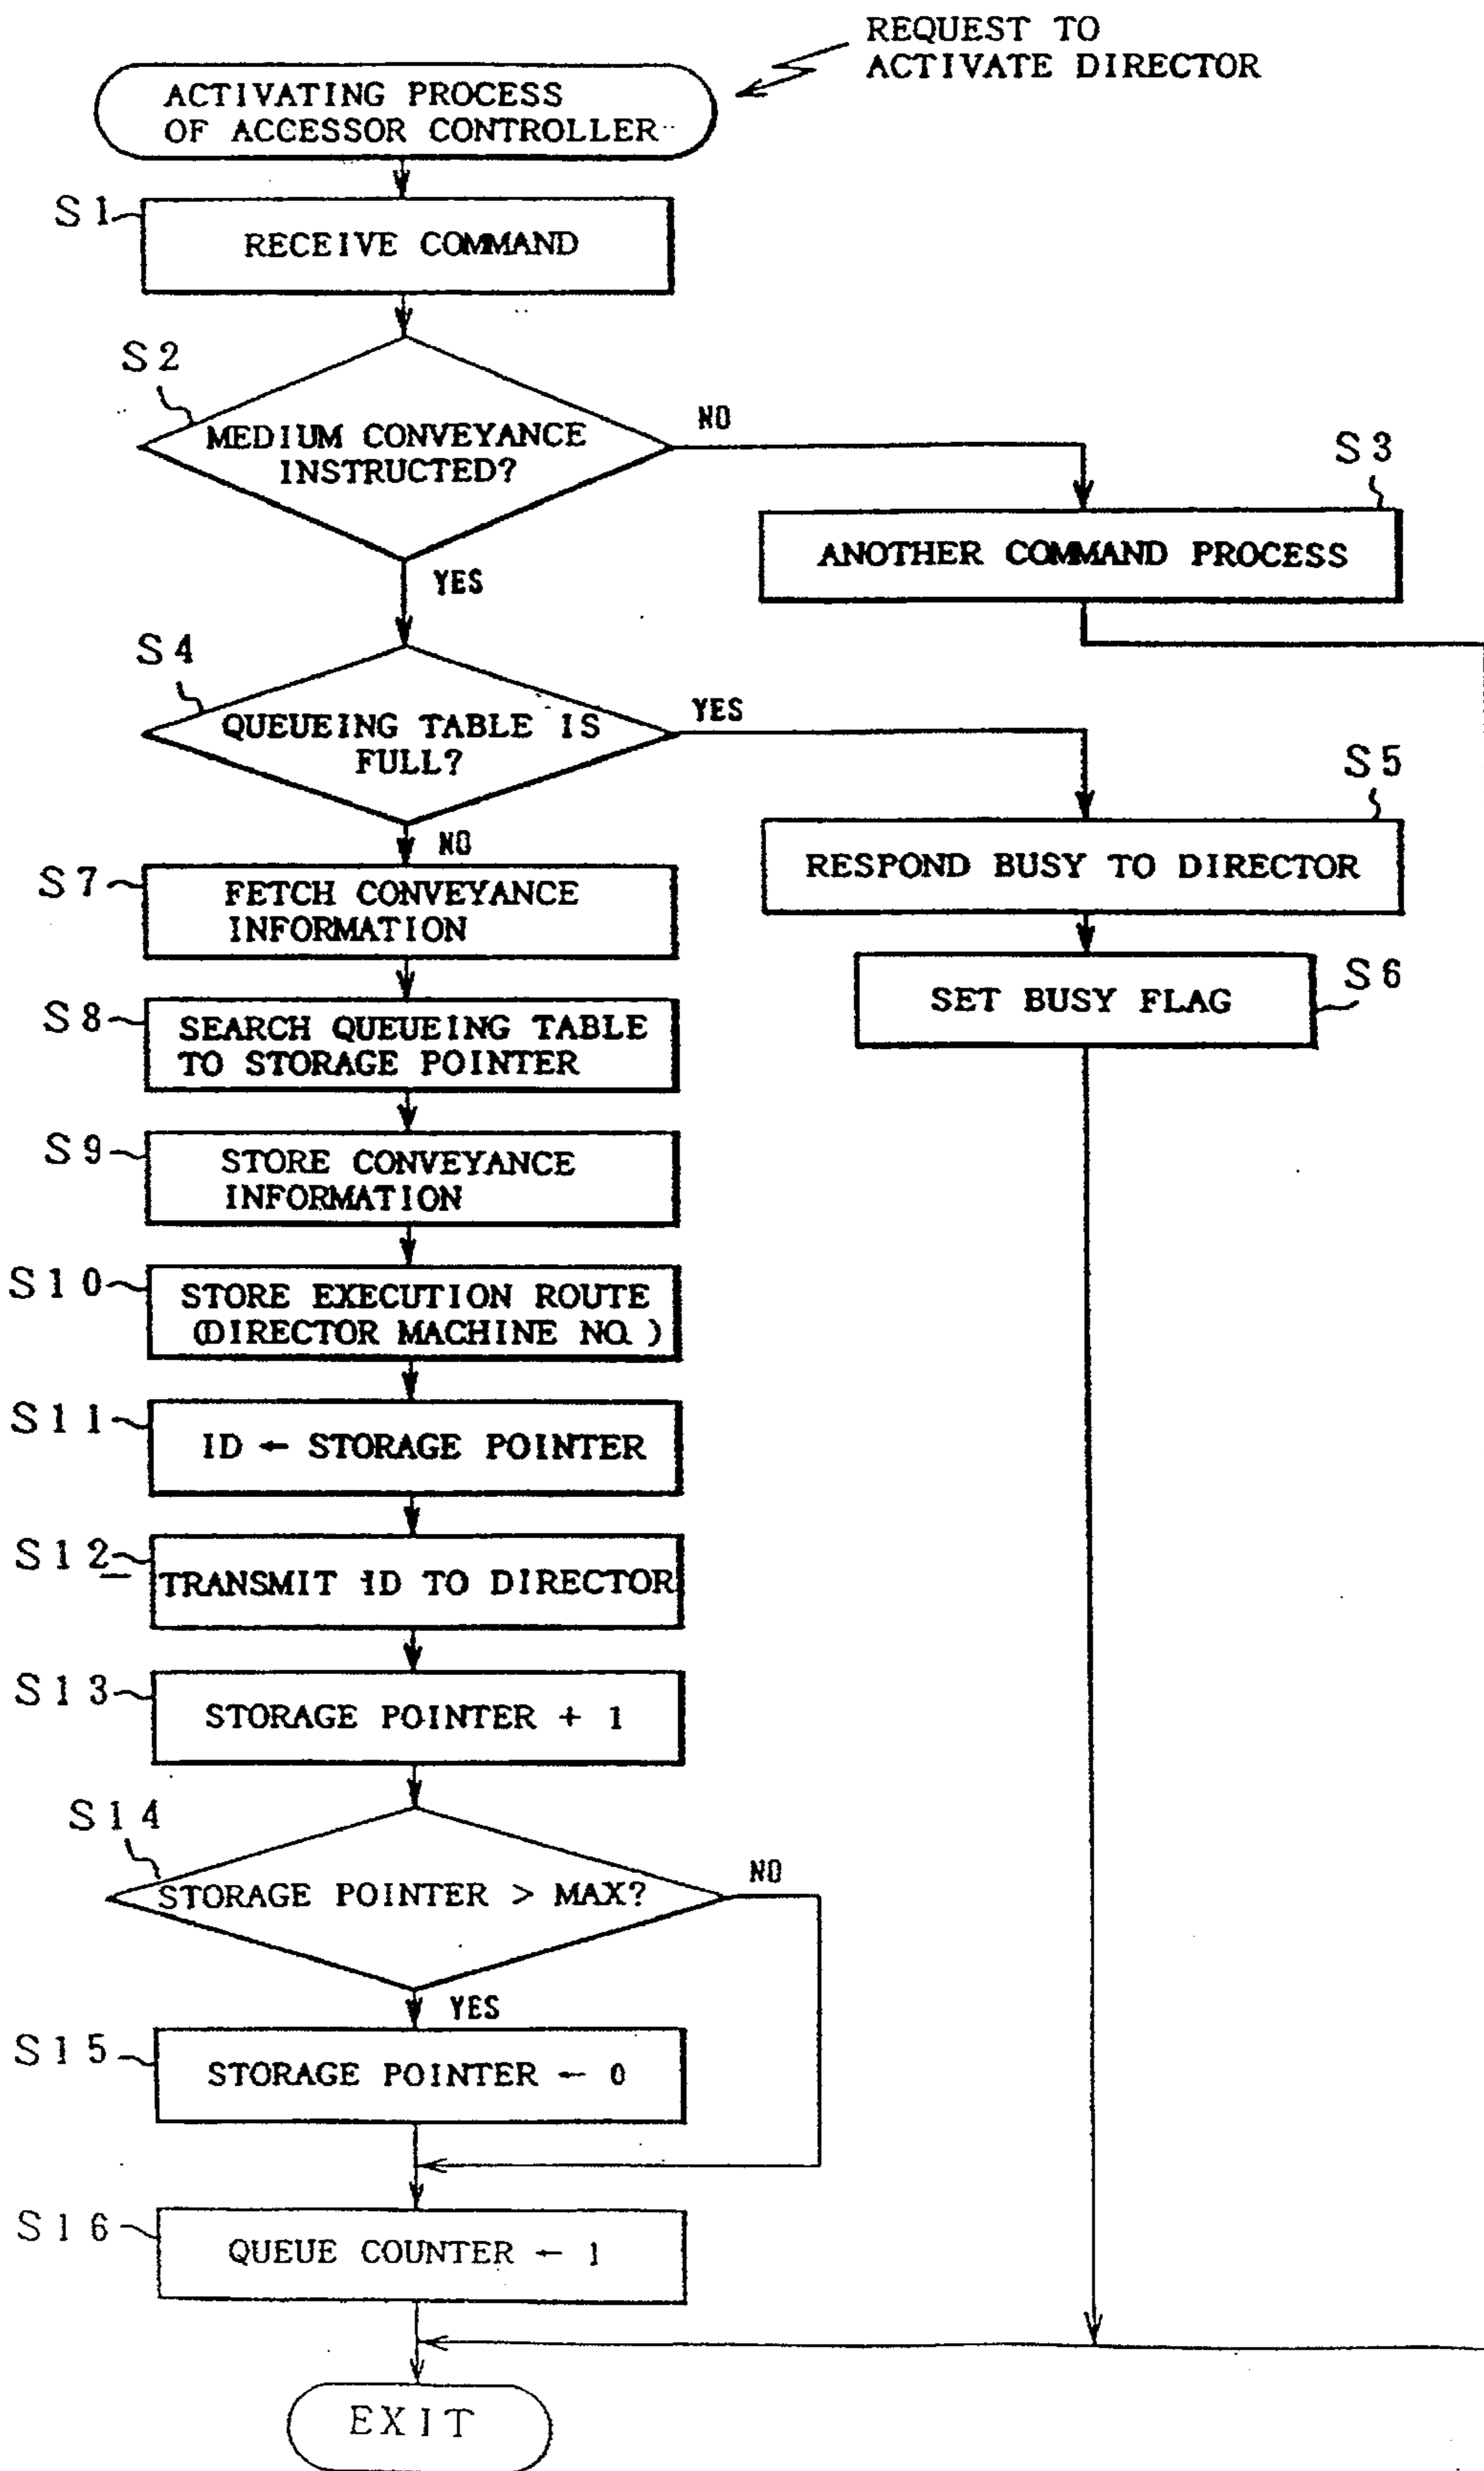 REQUEST TO
ACTIVATE DIRECTOR
ACTIVATING PROCESS
OF ACCESSOR CONTROLLER
S1
RECEIVE COMMAND
S2
MEDIUM CONVEYANCE
INSTRUCTED?
NO
YES
S3
ANOTHER COMMAND PROCESS
S4
QUEUEING TABLE IS
FULL?
YES
NO
S5
RESPOND BUSY TO DIRECTOR
S6
SET BUSY FLAG
S7
FETCH CONVEYANCE
INFORMATION
S8
SEARCH QUEUEING TABLE
TO STORAGE POINTER
S9
STORE CONVEYANCE
INFORMATION
S10
STORE EXECUTION ROUTE
(DIRECTOR MACHINE NO.)
S11
ID ← STORAGE POINTER
S12
TRANSMIT ID TO DIRECTOR
S13
STORAGE POINTER + 1
S14
STORAGE POINTER > MAX?
NO
YES
S15
STORAGE POINTER ← 0
S16
QUEUE COUNTER ← 1
EXIT